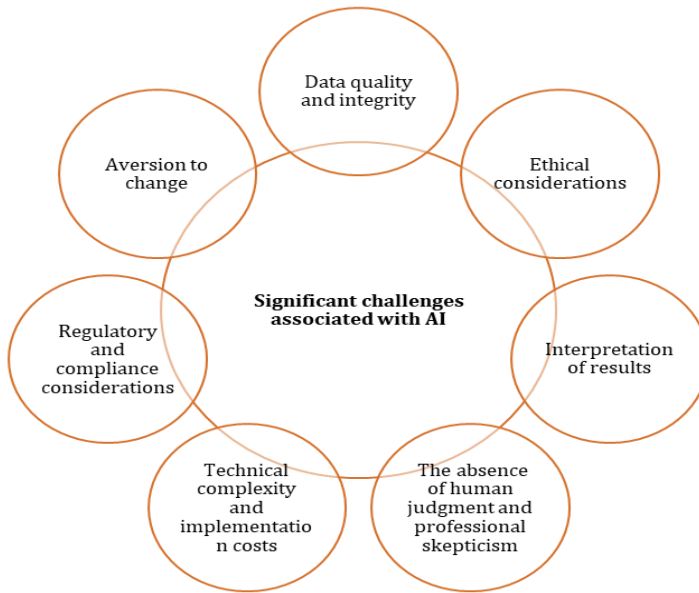 Data quality
and integrity
Ethical
considerations
Interpretation
of results
The absence
of human
judgment and
professional
skepticism
Technical
complexity
and
implementatio
n costs
Regulatory
and
compliance
considerations
Aversion to
change
Significant challenges
associated with AI